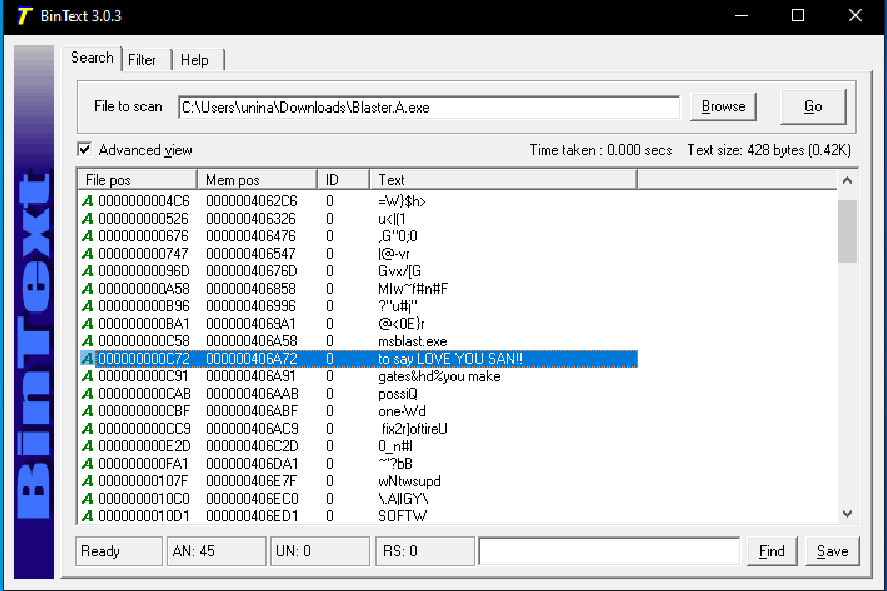 BinText 3.0.3
Search Filter Help
File to scan C:\Users\unina\Downloads\Blaster.A.exe Browse Go
Advanced view Time taken : 0.000 secs Text size: 428 bytes (0.42K)
File pos Mem pos ID Text
A 0000000004C6 0000004062C6 0 =W}$h>
A 000000000526 000000406326 0 u<|(1
A 000000000676 000000406476 0 ,G"0;0
A 000000000747 000000406547 0 |@-vr
A 00000000096D 00000040676D 0 Gvx/[G
A 000000000A58 000000406858 0 MIw~f#n#F
A 000000000B96 000000406996 0 ?"u#j"
A 000000000BA1 0000004069A1 0 @<0E}r
A 000000000C58 000000406A58 0 msblast.exe
A 000000000C72 000000406A72 0 to say LOVE YOU SAN!!
A 000000000C91 000000406A91 0 gates&hd%you make
A 000000000CAB 000000406AAB 0 possiQ
A 000000000CBF 000000406ABF 0 one-Wd
A 000000000CC9 000000406AC9 0 fix2r]oftireU
A 000000000E2D 000000406C2D 0 0_n#I
A 000000000FA1 000000406DA1 0 ~"?bB
A 00000000107F 000000406E7F 0 wNtwsupd
A 0000000010C0 000000406EC0 0 \.AlIGY\
A 0000000010D1 000000406ED1 0 SOFTW
BinText
Ready AN: 45 UN: 0 RS: 0 Find Save